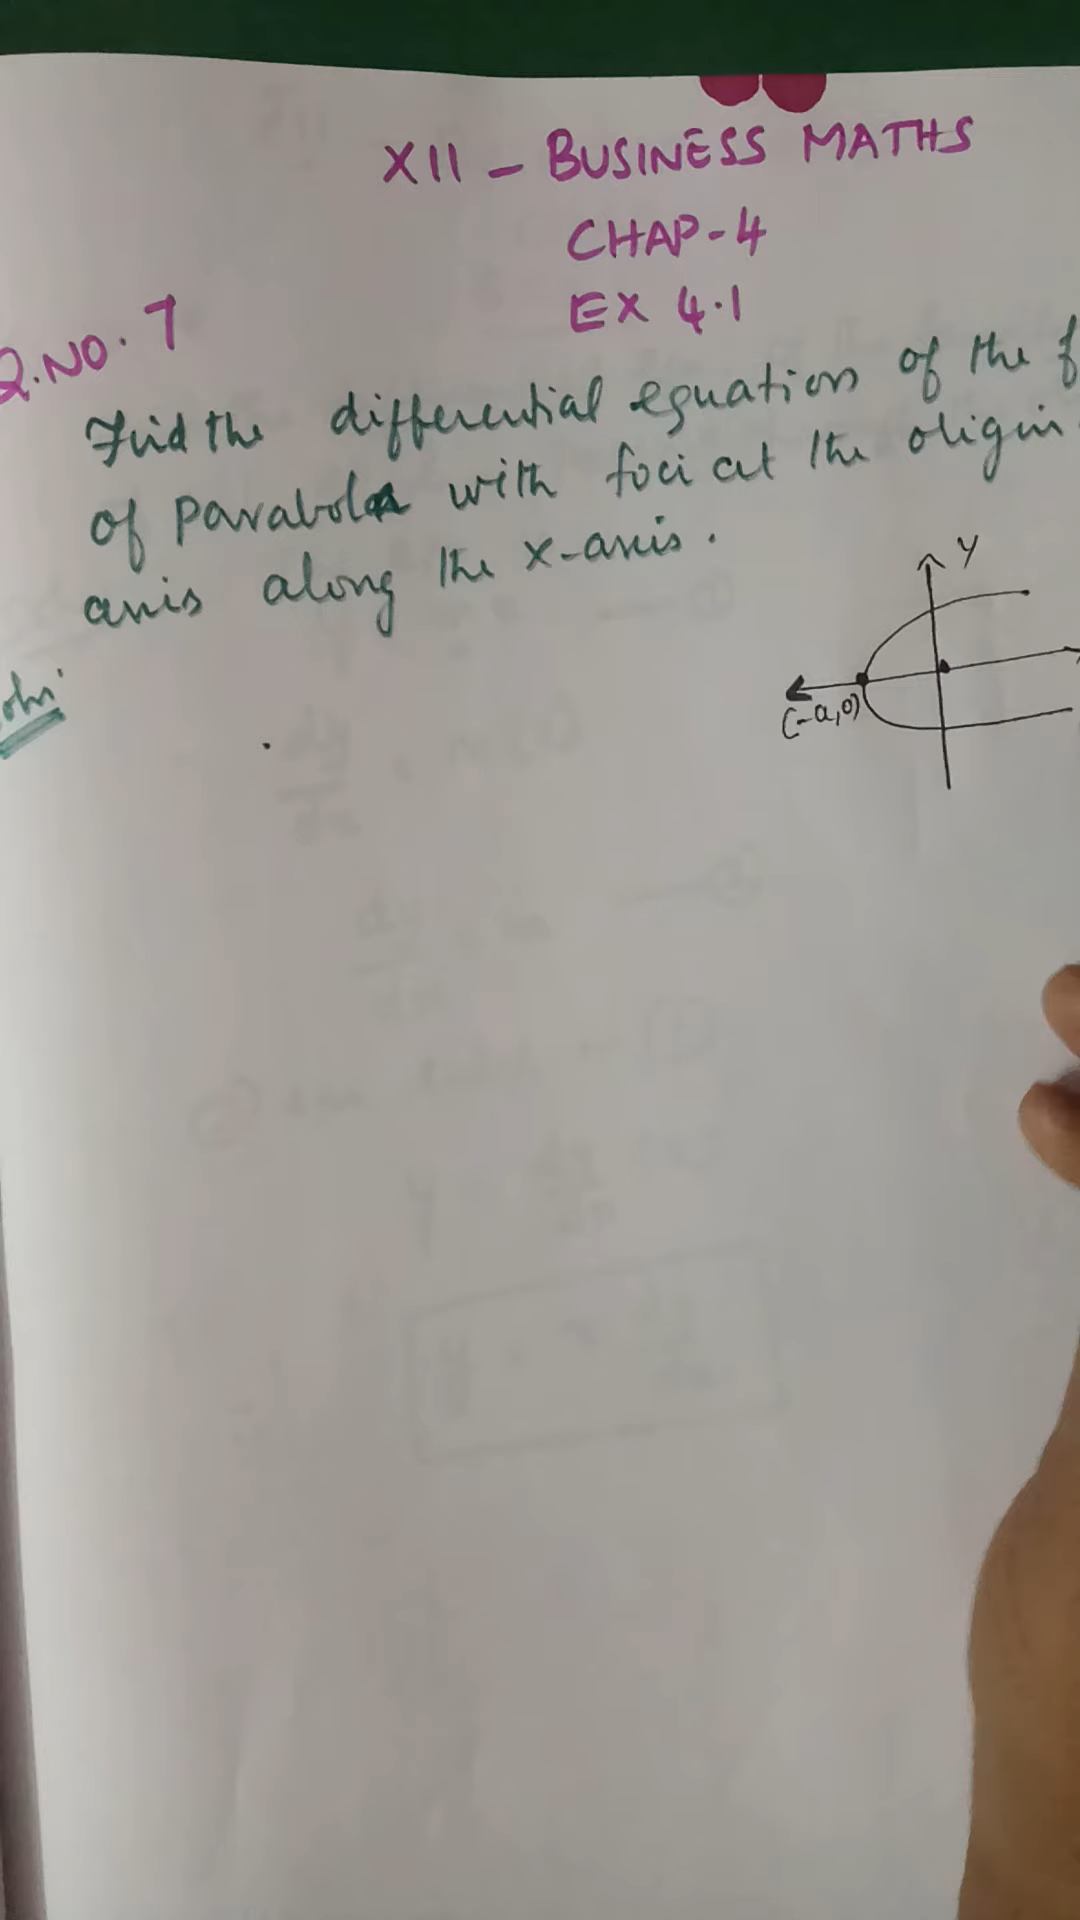 XII - BUSINESS MATHS
CHAP-4
EX 4.1
Q.NO. 7
Find the differential equation of the f
of Parabola with foci at the origin
axis along the x-axis.
Soln:
Y
(-a,0)